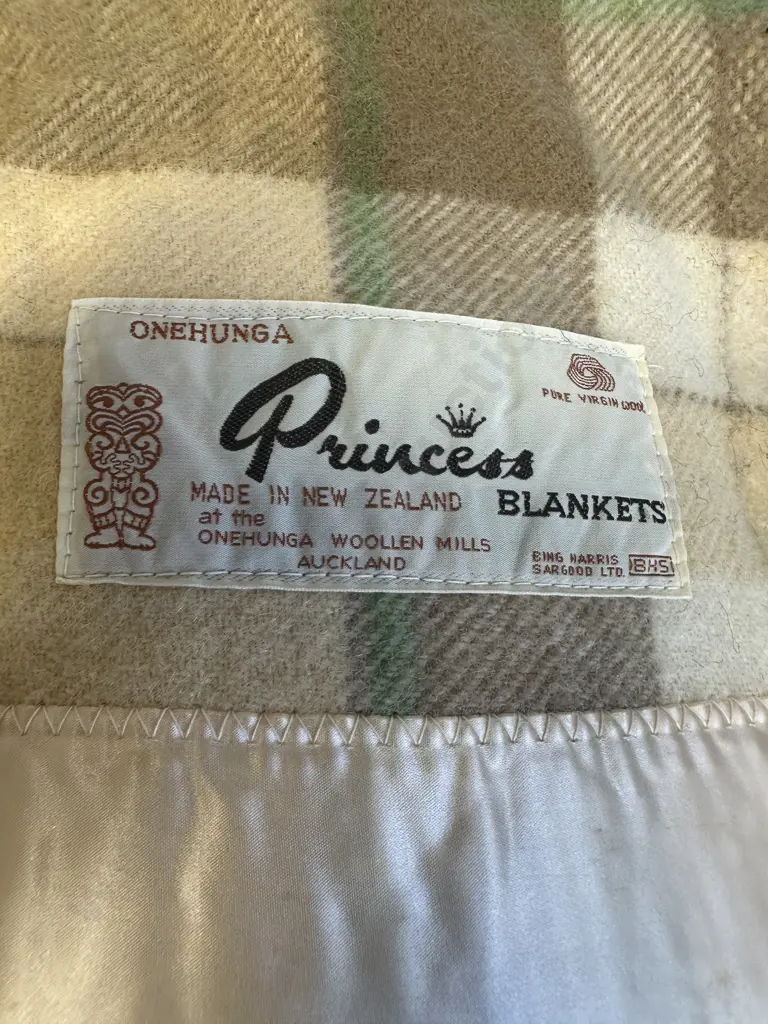 ONEHUNGA
Princess
PURE VIRGIN WOOL
BLANKETS
MADE IN NEW ZEALAND
at the
ONEHUNGA WOOLLEN MILLS
AUCKLAND
BING HARRIS
SARGOOD LTD.
BHS